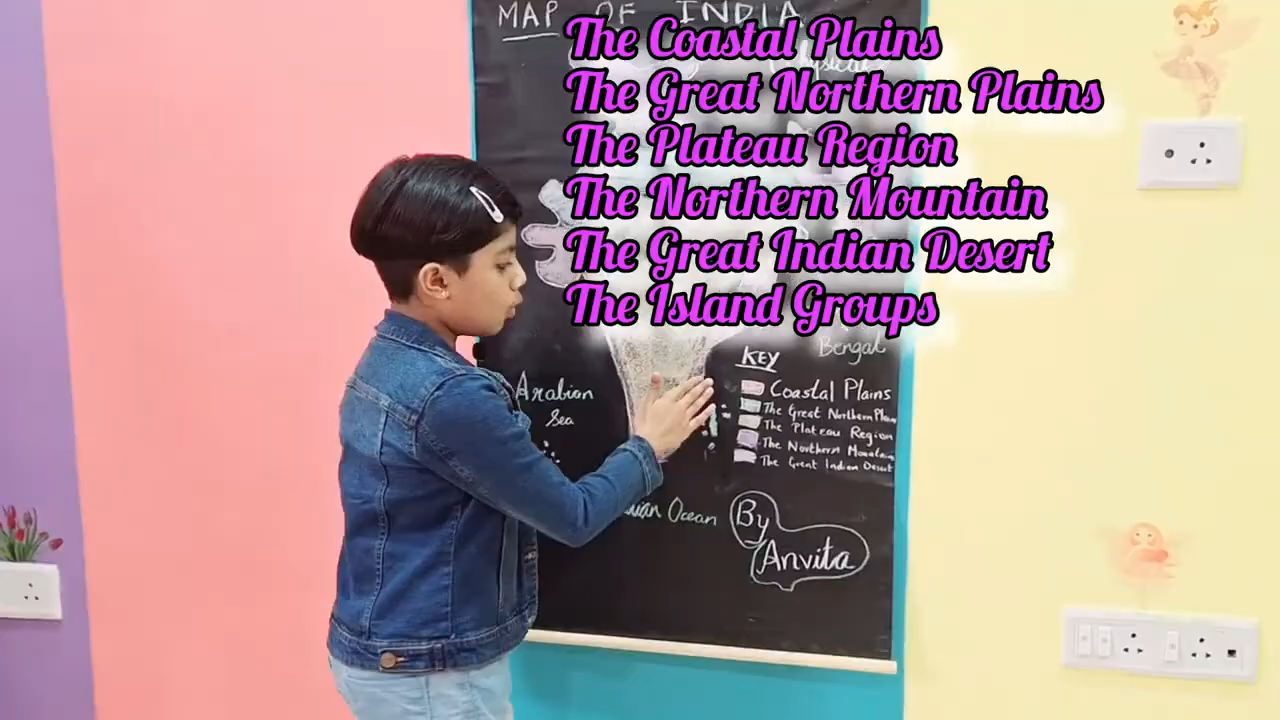 MAP OF INDIA
The Coastal Plains
The Great Northern Plains
The Plateau Region
The Northern Mountain
The Great Indian Desert
The Island Groups
Bengal
KEY
Coastal Plains
The Great Northern Plain
The Plateau Region
The Northern Mountain
The Great Indian Desert
Arabian
Sea
Ocean
By
Anvita